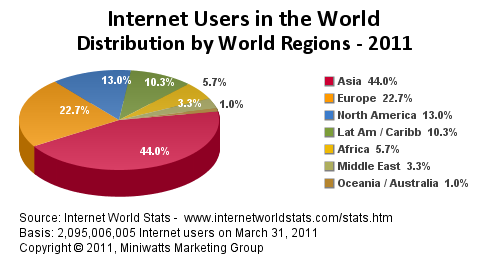 Internet Users in the World
Distribution by World Regions - 2011
13.0%
10.3%
5.7%
3.3%
1.0%
22.7%
44.0%
Asia 44.0%
Europe 22.7%
North America 13.0%
Lat Am / Caribb 10.3%
Africa 5.7%
Middle East 3.3%
Oceania / Australia 1.0%
Source: Internet World Stats - www.internetworldstats.com/stats.htm
Basis: 2,095,006,005 Internet users on March 31, 2011
Copyright © 2011, Miniwatts Marketing Group